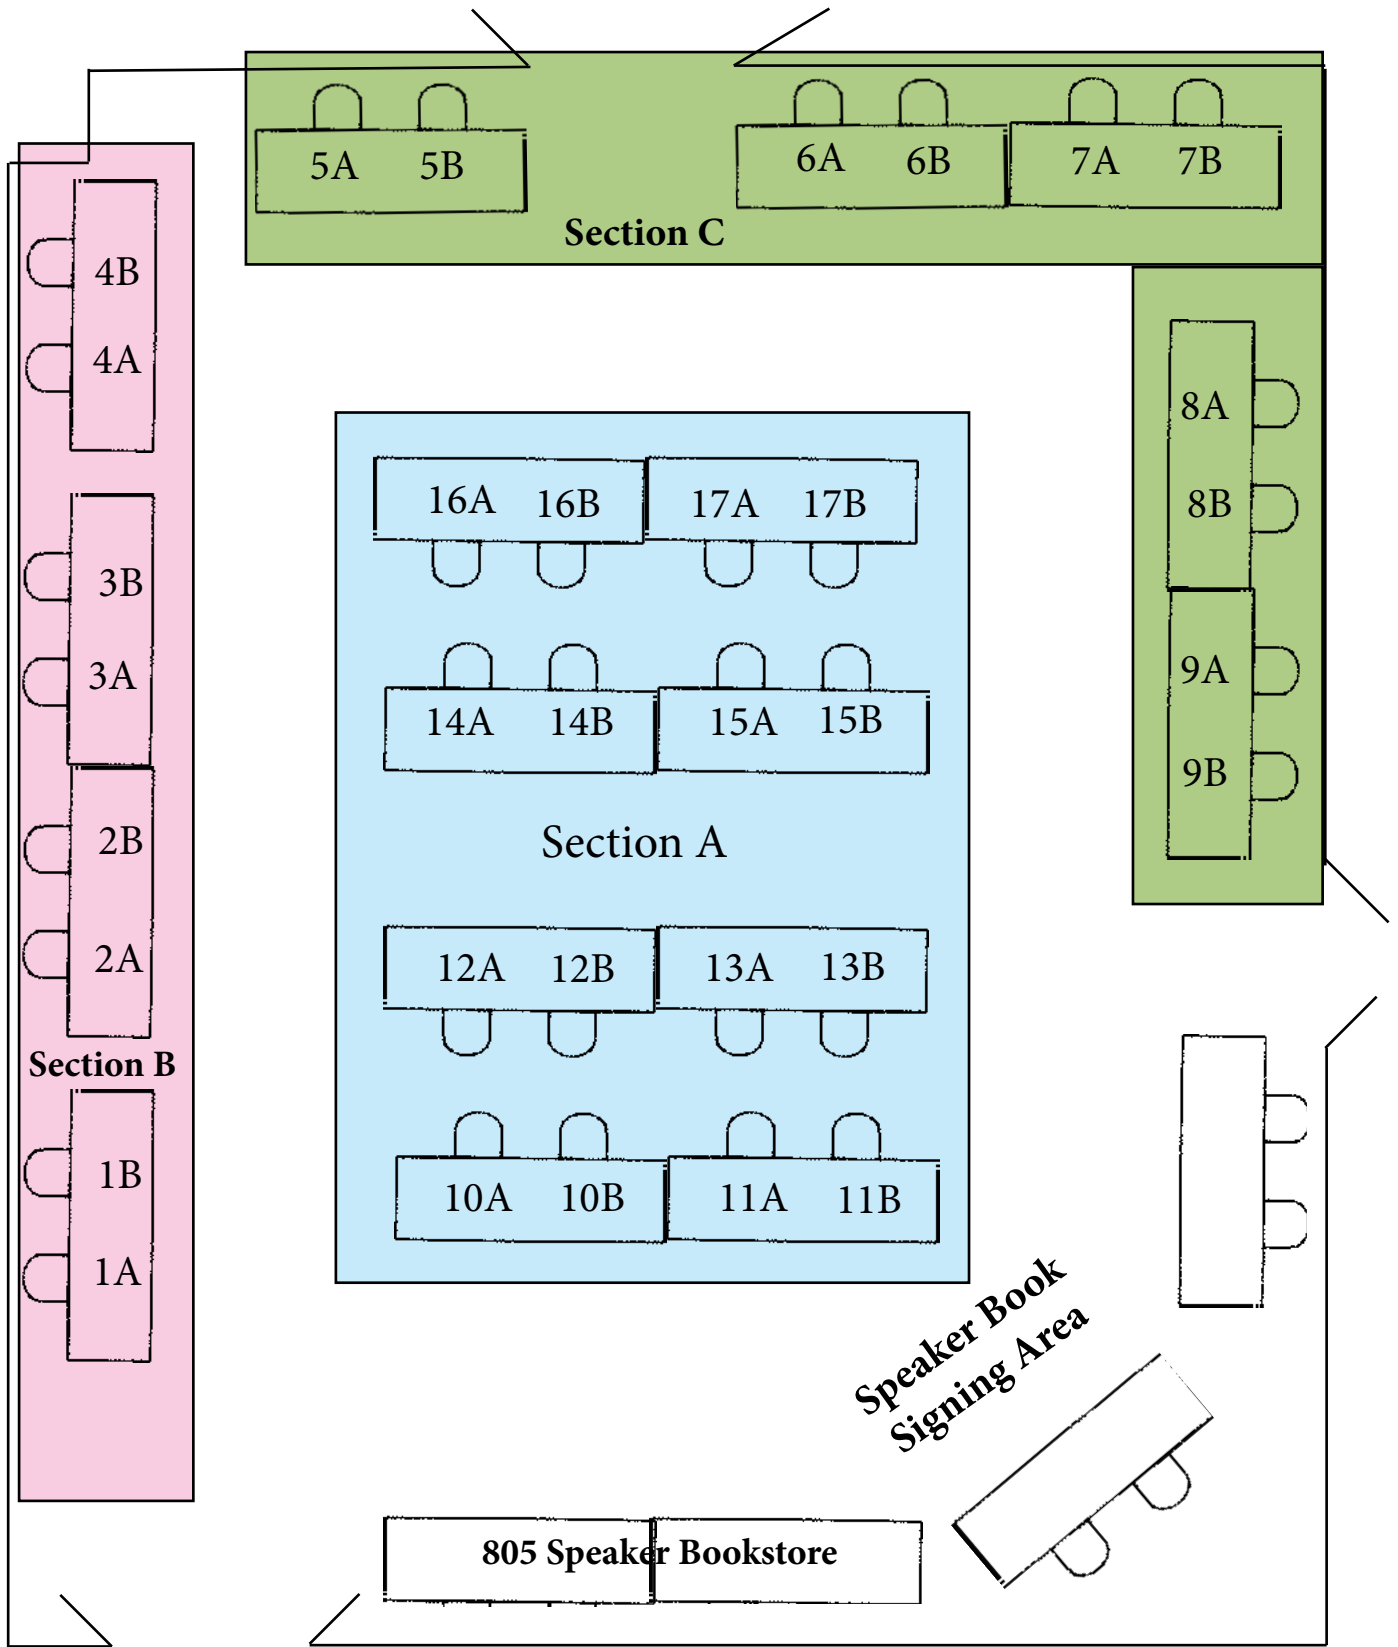 5A 5B
6A 6B 7A 7B
Section C
4B
4A
3B
3A
2B
2A
Section B
1B
1A
16A 16B 17A 17B
14A 14B 15A 15B
Section A
12A 12B 13A 13B
10A 10B 11A 11B
8A
8B
9A
9B
Speaker Book
Signing Area
805 Speaker Bookstore